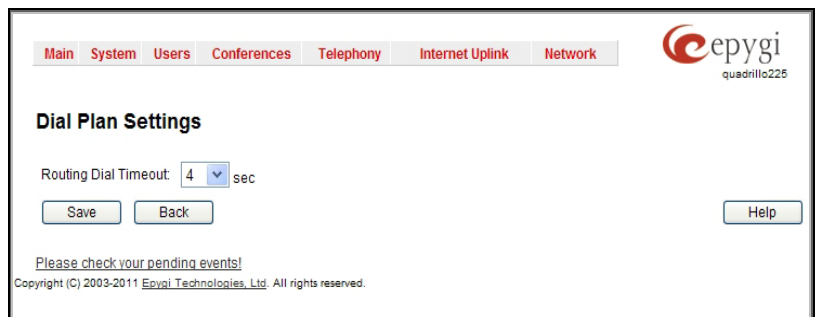 Main System Users Conferences Telephony Internet Uplink Network
epygi
quadrillo225
Dial Plan Settings
Routing Dial Timeout: 4 sec
Save Back Help
Please check your pending events!
Copyright (C) 2003-2011 Epygi Technologies, Ltd. All rights reserved.